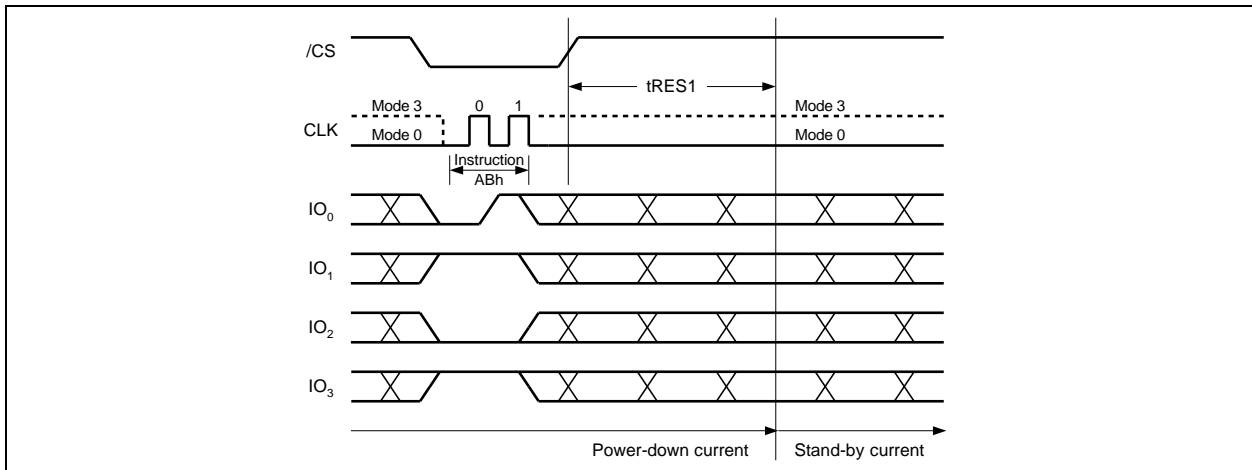 /CS
tRES1
Mode 3 0 1 Mode 3
CLK
Mode 0 Mode 0
Instruction
ABh
IO0
IO1
IO2
IO3
Power-down current Stand-by current